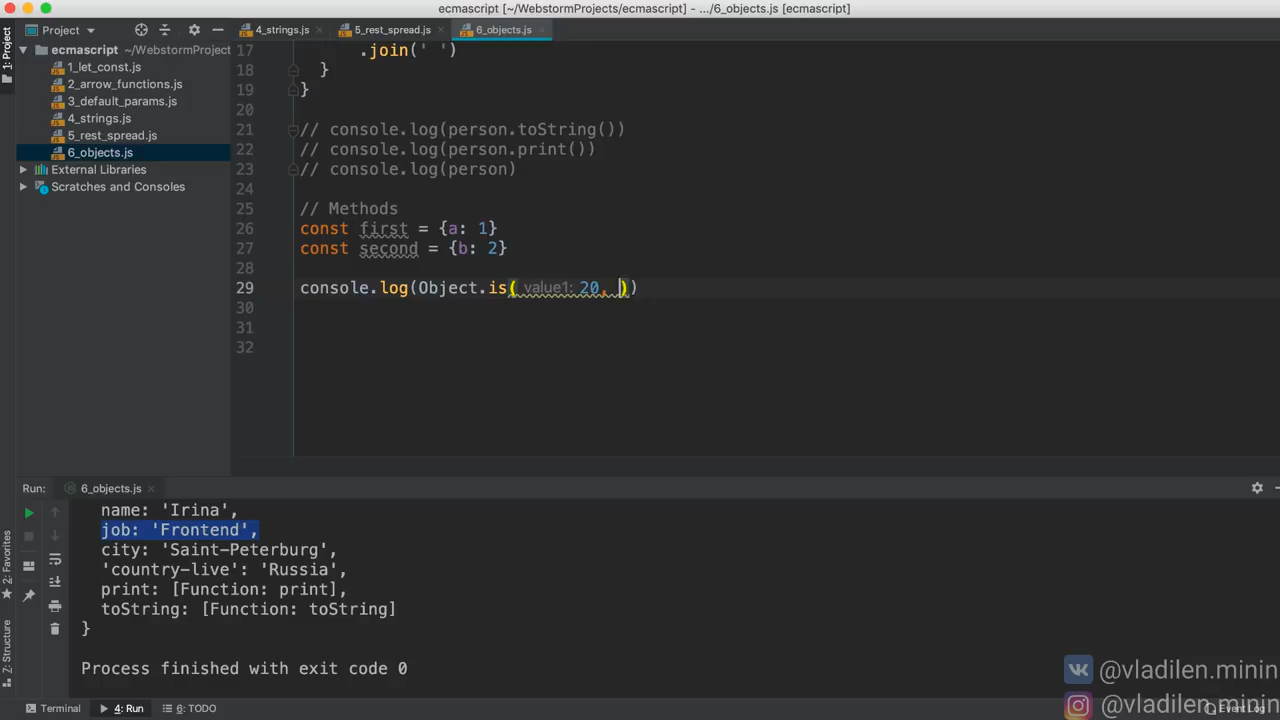 ecmascript [~/WebstormProjects/ecmascript] - .../6_objects.js [ecmascript]
Project
4_strings.js
5_rest_spread.js
6_objects.js
1: Project
ecmascript ~/WebstormProjects
1_let_const.js
2_arrow_functions.js
3_default_params.js
4_strings.js
5_rest_spread.js
6_objects.js
External Libraries
Scratches and Consoles
17 .join(' ')
18 }
19 }
20
21 // console.log(person.toString())
22 // console.log(person.print())
23 // console.log(person)
24
25 // Methods
26 const first = {a: 1}
27 const second = {b: 2}
28
29 console.log(Object.is( value1: 20, ))
30
31
32
Run: 6_objects.js
name: 'Irina',
job: 'Frontend',
city: 'Saint-Peterburg',
'country-live': 'Russia',
print: [Function: print],
toString: [Function: toString]
}
Process finished with exit code 0
2: Favorites
7: Structure
@vladilen.minin
@vladilen.minin
Terminal
4: Run
6: TODO
Event Log